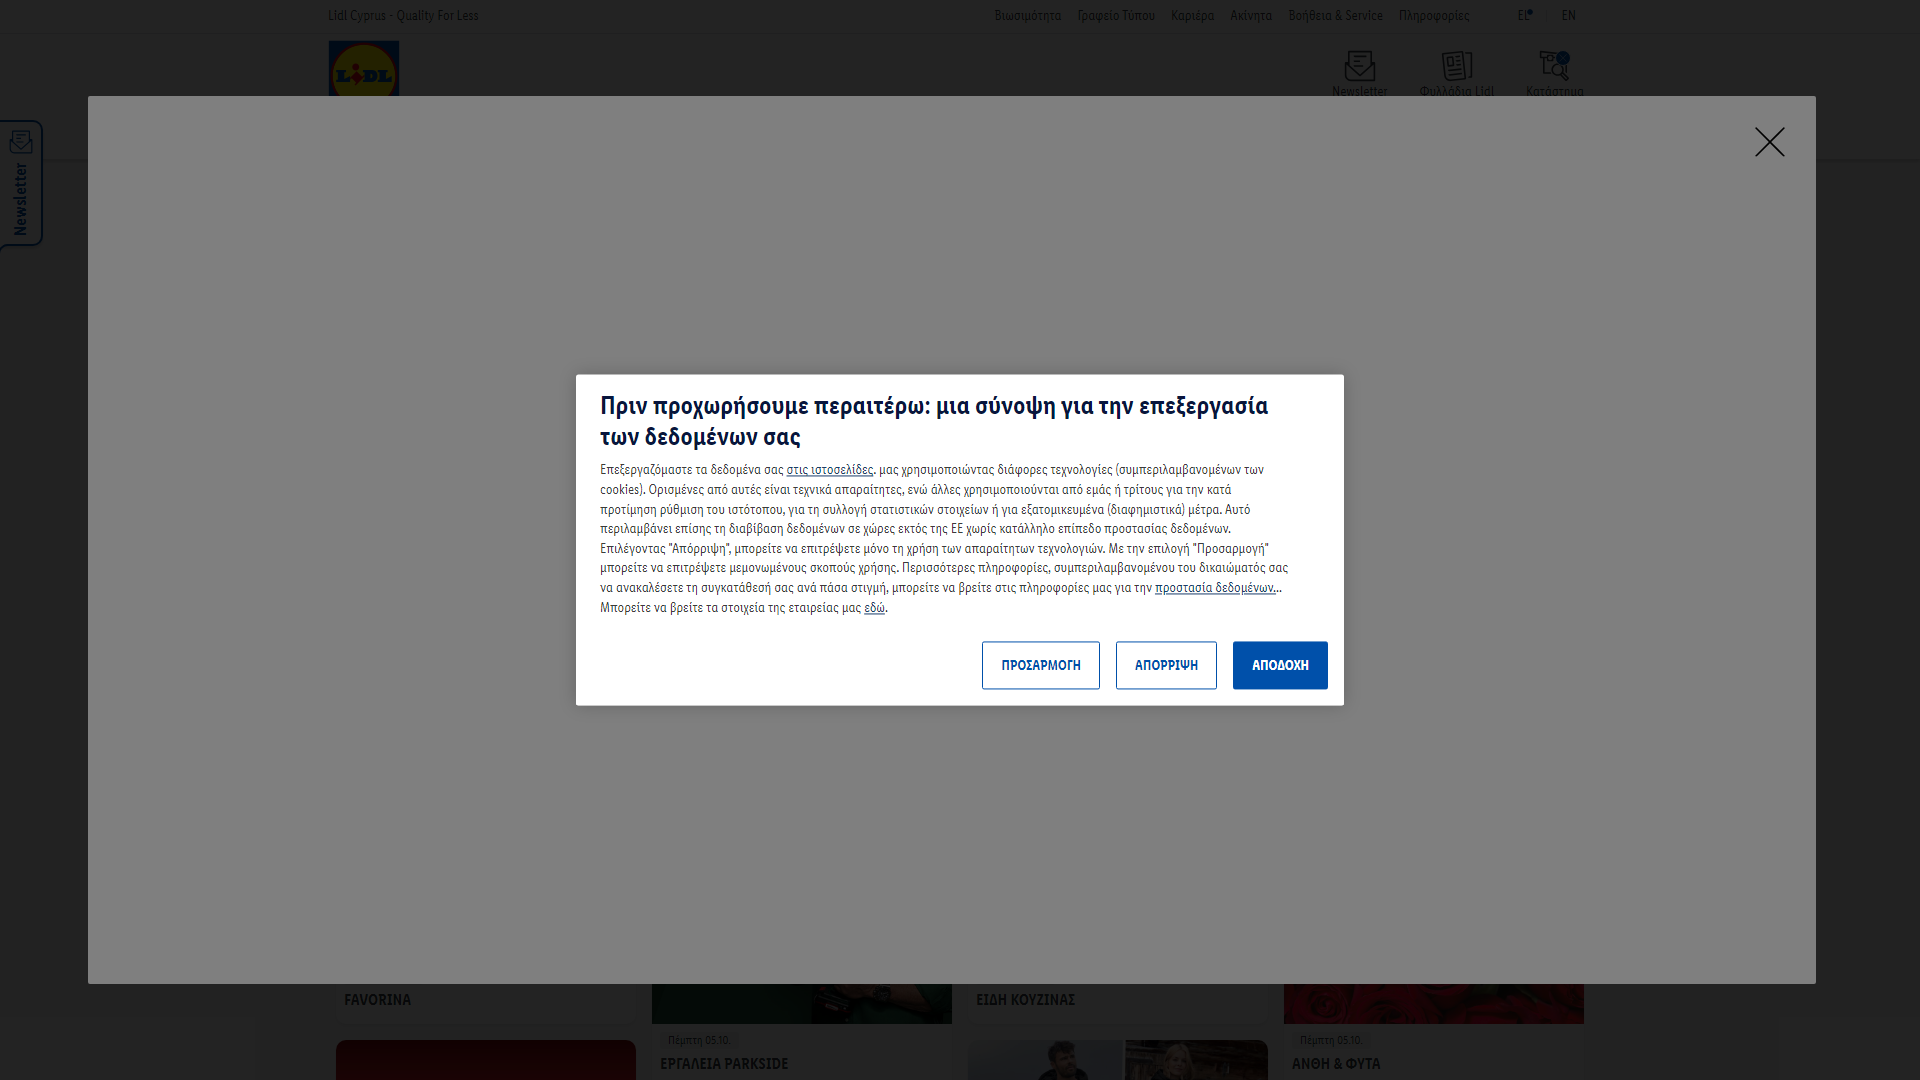 Lidl Cyprus - Quality For Less
Βιωσιμότητα Γραφείο Τύπου Καριέρα Ακίνητα Βοήθεια & Service Πληροφορίες EL EN
LIDL
Newsletter Φυλλάδια Lidl Κατάστημα
Newsletter
Πριν προχωρήσουμε περαιτέρω: μια σύνοψη για την επεξεργασία
των δεδομένων σας
Επεξεργαζόμαστε τα δεδομένα σας στις ιστοσελίδες. μας χρησιμοποιώντας διάφορες τεχνολογίες (συμπεριλαμβανομένων των
cookies). Ορισμένες από αυτές είναι τεχνικά απαραίτητες, ενώ άλλες χρησιμοποιούνται από εμάς ή τρίτους για την κατά
προτίμηση ρύθμιση του ιστότοπου, για τη συλλογή στατιστικών στοιχείων ή για εξατομικευμένα (διαφημιστικά) μέτρα. Αυτό
περιλαμβάνει επίσης τη διαβίβαση δεδομένων σε χώρες εκτός της ΕΕ χωρίς κατάλληλο επίπεδο προστασίας δεδομένων.
Επιλέγοντας "Απόρριψη", μπορείτε να επιτρέψετε μόνο τη χρήση των απαραίτητων τεχνολογιών. Με την επιλογή "Προσαρμογή"
μπορείτε να επιτρέψετε μεμονωμένους σκοπούς χρήσης. Περισσότερες πληροφορίες, συμπεριλαμβανομένου του δικαιώματός σας
να ανακαλέσετε τη συγκατάθεσή σας ανά πάσα στιγμή, μπορείτε να βρείτε στις πληροφορίες μας για την προστασία δεδομένων...
Μπορείτε να βρείτε τα στοιχεία της εταιρείας μας εδώ.
ΠΡΟΣΑΡΜΟΓΗ ΑΠΟΡΡΙΨΗ ΑΠΟΔΟΧΗ
FAVORINA
ΕΙΔΗ ΚΟΥΖΙΝΑΣ
Πέμπτη 05.10.
ΕΡΓΑΛΕΙΑ PARKSIDE
Πέμπτη 05.10.
ΑΝΘΗ & ΦΥΤΑ